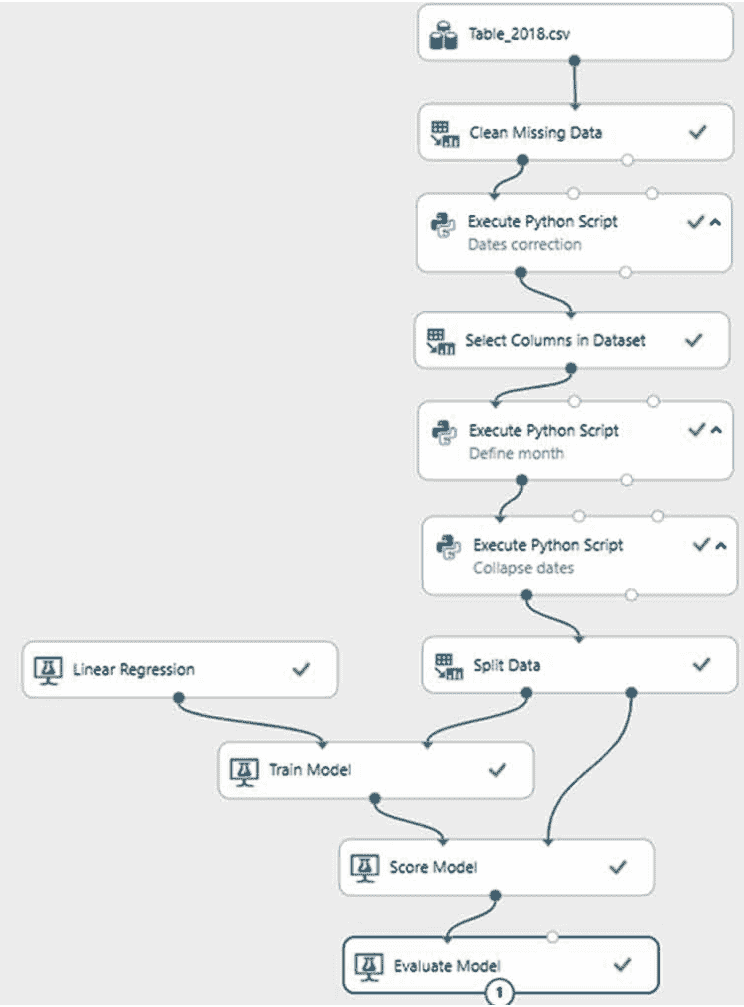 Table_2018.csv
Clean Missing Data
Execute Python Script
Dates correction
Select Columns in Dataset
Execute Python Script
Define month
Execute Python Script
Collapse dates
Linear Regression
Split Data
Train Model
Score Model
Evaluate Model
1